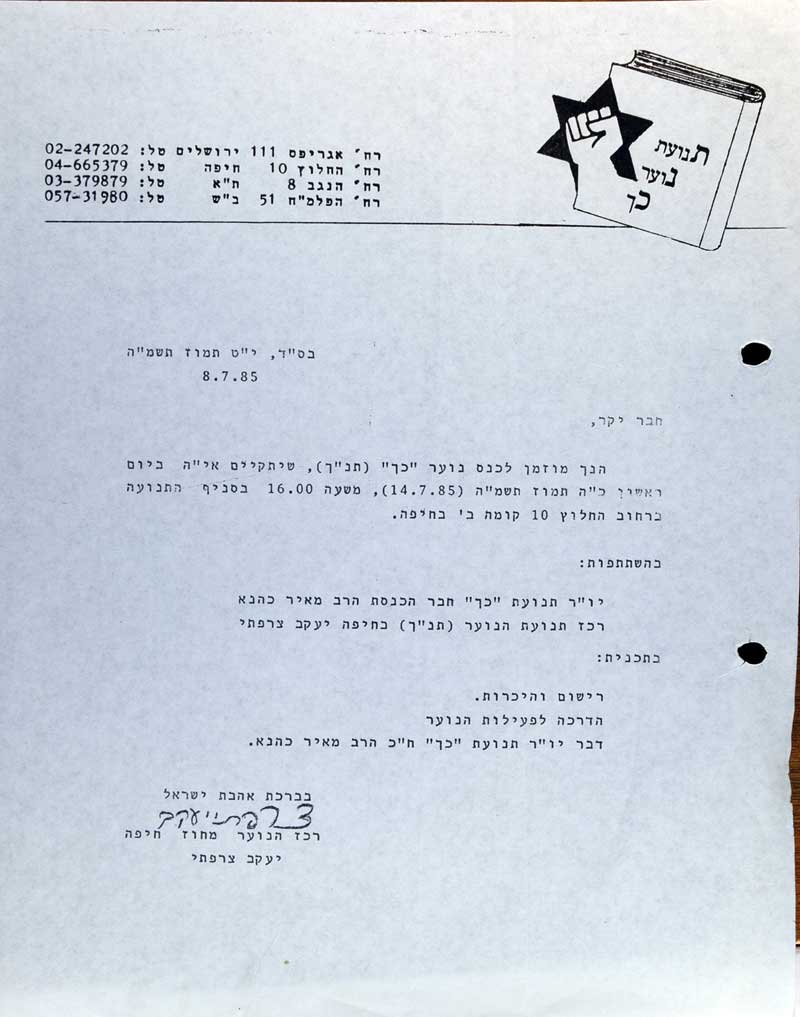 תנועת
נוער
כך
רח' אגריפס 111 ירושלים טל: 02-247202
רח' החלוץ 10 חיפה טל: 04-665379
רח' הנגב 8 ת"א טל: 03-379879
רח' הפלמ"ח 51 ב"ש טל: 057-31980
בס"ד, י"ט תמוז תשמ"ה
8.7.85
חבר יקר,
הנך מוזמן לכנס נוער "כך" (תנ"ך), שיתקיים אי"ה ביום
ראשון כ"ה תמוז תשמ"ה (14.7.85), משעה 16.00 בסניף התנועה
ברחוב החלוץ 10 קומה ב' בחיפה.
בהשתתפות:
יו"ר תנועת "כך" חבר הכנסת הרב מאיר כהנא
רכז תנועת הנוער (תנ"ך) בחיפה יעקב צרפתי
בתכנית:
רישום והיכרות.
הדרכה לפעילות הנוער
דבר יו"ר תנועת "כך" ח"כ הרב מאיר כהנא.
בברכת אהבת ישראל
צרפתי יעקב
רכז הנוער מחוז חיפה
יעקב צרפתי